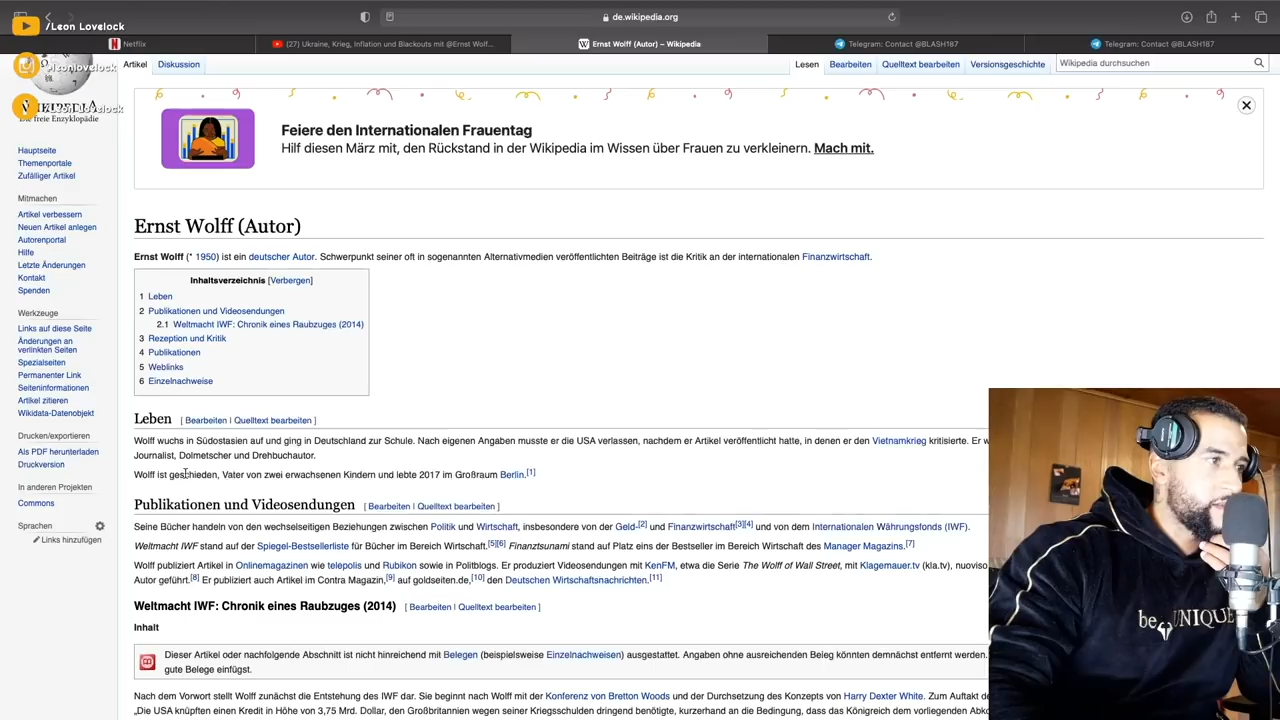 /Leon Lovelock
de.wikipedia.org
Netflix
(27) Ukraine, Krieg, Inflation und Blackouts mit @Ernst Wolf...
Ernst Wolff (Autor) – Wikipedia
Telegram: Contact @BLASH187
Telegram: Contact @BLASH187
@leonlovelock
/Leon Lovelock
WIKIPEDIA
Die freie Enzyklopädie
Artikel
Diskussion
Lesen
Bearbeiten
Quelltext bearbeiten
Versionsgeschichte
Wikipedia durchsuchen
Hauptseite
Themenportale
Zufälliger Artikel
Mitmachen
Artikel verbessern
Neuen Artikel anlegen
Autorenportal
Hilfe
Letzte Änderungen
Kontakt
Spenden
Werkzeuge
Links auf diese Seite
Änderungen an
verlinkten Seiten
Spezialseiten
Permanenter Link
Seiteninformationen
Artikel zitieren
Wikidata-Datenobjekt
Drucken/exportieren
Als PDF herunterladen
Druckversion
In anderen Projekten
Commons
Sprachen
Links hinzufügen
Feiere den Internationalen Frauentag
Hilf diesen März mit, den Rückstand in der Wikipedia im Wissen über Frauen zu verkleinern. Mach mit.
Ernst Wolff (Autor)
Ernst Wolff (* 1950) ist ein deutscher Autor. Schwerpunkt seiner oft in sogenannten Alternativmedien veröffentlichten Beiträge ist die Kritik an der internationalen Finanzwirtschaft.
Inhaltsverzeichnis [Verbergen]
1 Leben
2 Publikationen und Videosendungen
2.1 Weltmacht IWF: Chronik eines Raubzuges (2014)
3 Rezeption und Kritik
4 Publikationen
5 Weblinks
6 Einzelnachweise
Leben [ Bearbeiten | Quelltext bearbeiten ]
Wolff wuchs in Südostasien auf und ging in Deutschland zur Schule. Nach eigenen Angaben musste er die USA verlassen, nachdem er Artikel veröffentlicht hatte, in denen er den Vietnamkrieg kritisierte. Er w
Journalist, Dolmetscher und Drehbuchautor.
Wolff ist geschieden, Vater von zwei erwachsenen Kindern und lebte 2017 im Großraum Berlin.[1]
Publikationen und Videosendungen [ Bearbeiten | Quelltext bearbeiten ]
Seine Bücher handeln von den wechselseitigen Beziehungen zwischen Politik und Wirtschaft, insbesondere von der Geld-[2] und Finanzwirtschaft[3][4] und von dem Internationalen Währungsfonds (IWF).
Weltmacht IWF stand auf der Spiegel-Bestsellerliste für Bücher im Bereich Wirtschaft.[5][6] Finanztsunami stand auf Platz eins der Bestseller im Bereich Wirtschaft des Manager Magazins.[7]
Wolff publiziert Artikel in Onlinemagazinen wie telepolis und Rubikon sowie in Politblogs. Er produziert Videosendungen mit KenFM, etwa die Serie The Wolff of Wall Street, mit Klagemauer.tv (kla.tv), nuoviso
Autor geführt.[8] Er publiziert auch Artikel im Contra Magazin,[9] auf goldseiten.de,[10] den Deutschen Wirtschaftsnachrichten.[11]
Weltmacht IWF: Chronik eines Raubzuges (2014) [ Bearbeiten | Quelltext bearbeiten ]
Inhalt
Dieser Artikel oder nachfolgende Abschnitt ist nicht hinreichend mit Belegen (beispielsweise Einzelnachweisen) ausgestattet. Angaben ohne ausreichenden Beleg könnten demnächst entfernt werden.
gute Belege einfügst.
Nach dem Vorwort stellt Wolff zunächst die Entstehung des IWF dar. Sie beginnt nach Wolff mit der Konferenz von Bretton Woods und der Durchsetzung des Konzepts von Harry Dexter White. Zum Auftakt de
„Die USA knüpften einen Kredit in Höhe von 3,75 Mrd. Dollar, den Großbritannien wegen seiner Kriegsschulden dringend benötigte, kurzerhand an die Bedingung, dass das Königreich dem vorliegenden Abko
be UNIQUE